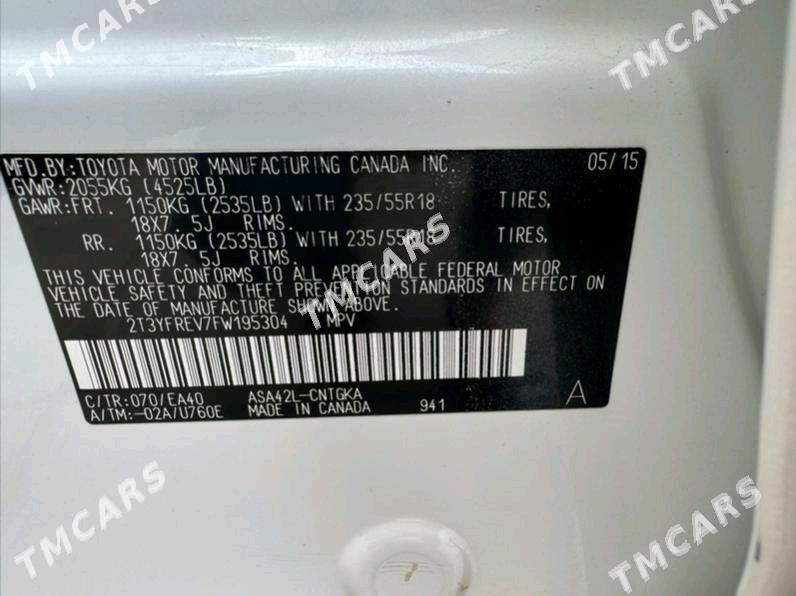 TMCARS TMCARS
MFD.BY:TOYOTA MOTOR MANUFACTURING CANADA INC. 05/15
GVWR:2055KG (4525LB)
GAWR:FRT. 1150KG (2535LB) WITH 235/55R18 TIRES,
18X7.5J RIMS.
RR. 1150KG (2535LB) WITH 235/55R18 TIRES,
18X7.5J RIMS.
THIS VEHICLE CONFORMS TO ALL APPLICABLE FEDERAL MOTOR
VEHICLE SAFETY AND THEFT PREVENTION STANDARDS IN EFFECT ON
THE DATE OF MANUFACTURE SHOWN ABOVE.
2T3YFREV7FW195304 MPV
TMCARS
C/TR:070/EA40 ASA42L-CNTGKA A
A/TM:-02A/U760E MADE IN CANADA 941
TMCARS TMCARS